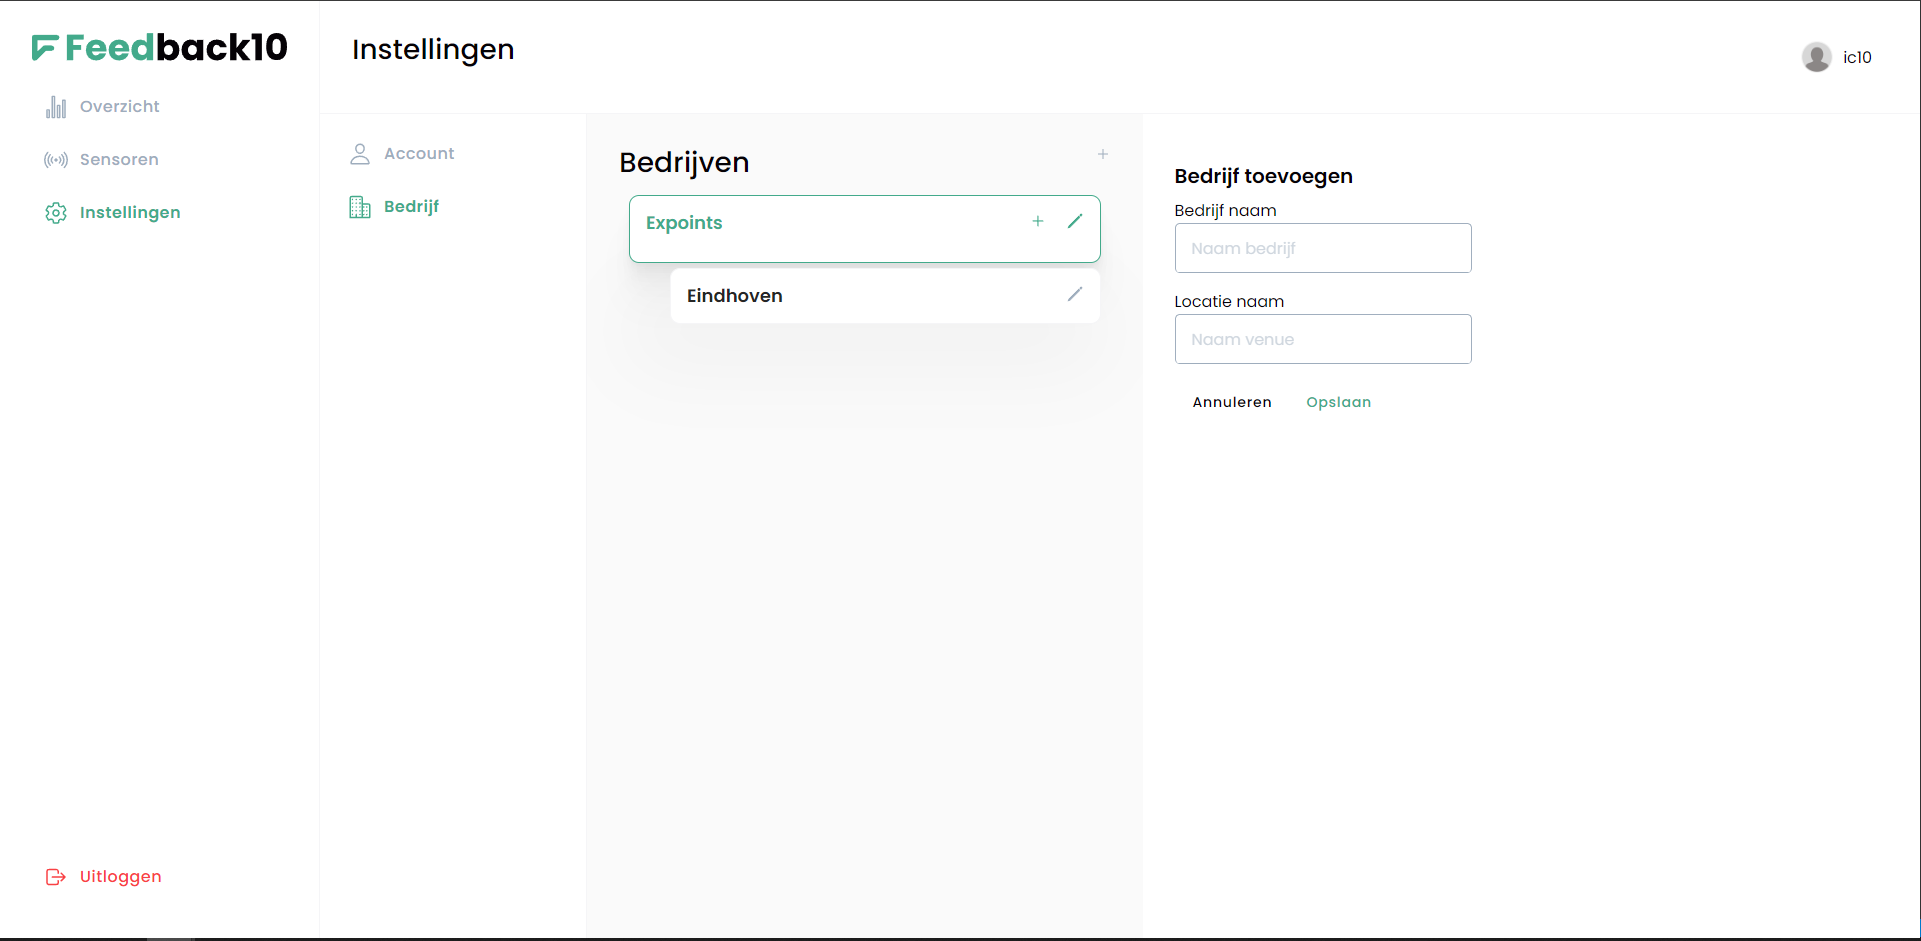 Feedback10
Overzicht
Sensoren
Instellingen
Uitloggen
Instellingen
ic10
Account
Bedrijf
Bedrijven
Expoints
Eindhoven
Bedrijf toevoegen
Bedrijf naam
Naam bedrijf
Locatie naam
Naam venue
Annuleren Opslaan